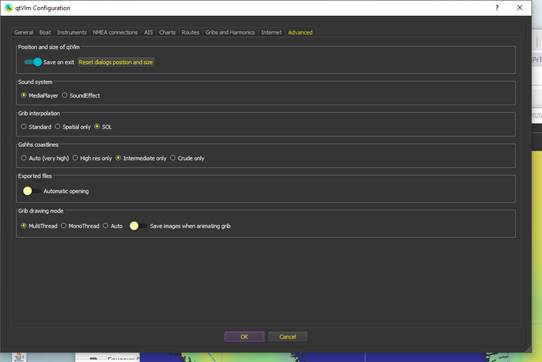 qtVlm Configuration
General Boat Instruments NMEA connections AIS Charts Routes Gribs and Harmonics Internet Advanced
Position and size of qtVlm
Save on exit Reset dialogs position and size
Sound system
MediaPlayer SoundEffect
Grib interpolation
Standard Spatial only SOL
Gshhs coastlines
Auto (very high) High res only Intermediate only Crude only
Exported files
Automatic opening
Grib drawing mode
MultiThread MonoThread Auto Save images when animating grib
OK Cancel